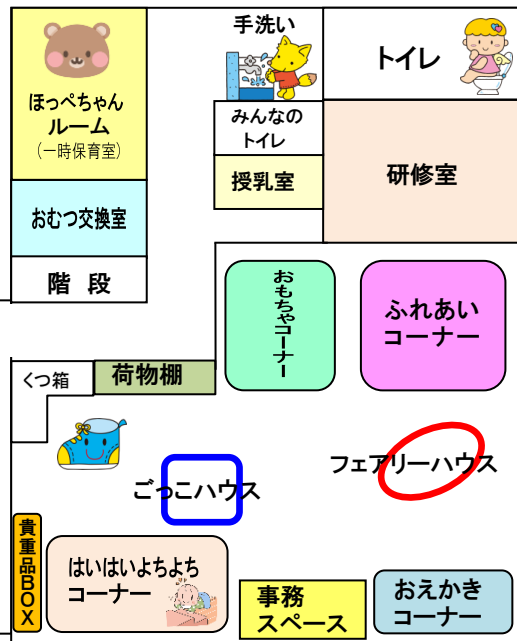 ほっぺちゃん
ルーム
(一時保育室)
おむつ交換室
階段
手洗い
みんなの
トイレ
授乳室
トイレ
研修室
おもちゃコーナー
ふれあい
コーナー
くつ箱
荷物棚
ごっこハウス
フェアリーハウス
貴重品BOX
はいはいよちよち
コーナー
事務
スペース
おえかき
コーナー